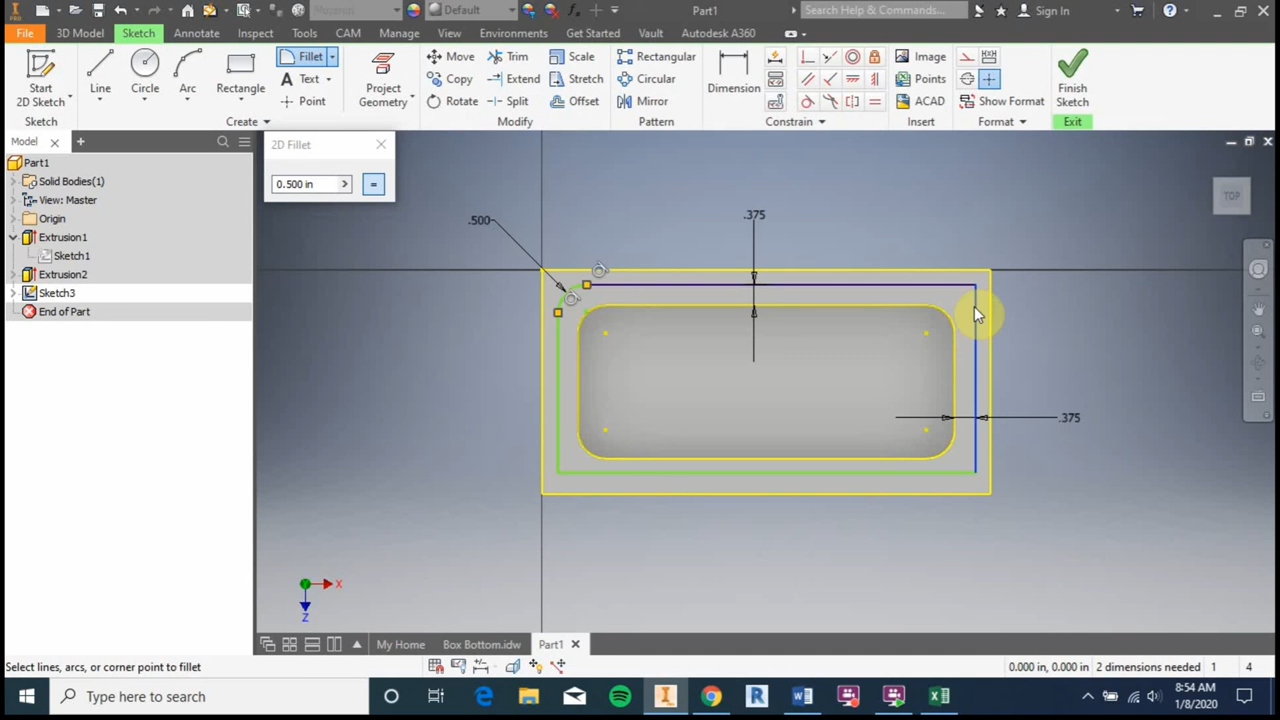 PRO
Material
Default
Part1
Search Help & Commands...
Sign In
File
3D Model
Sketch
Annotate
Inspect
Tools
CAM
Manage
View
Environments
Get Started
Vault
Autodesk A360
Start
2D Sketch
Line
Circle
Arc
Rectangle
Fillet
Text
Point
Project
Geometry
Move
Copy
Rotate
Trim
Extend
Split
Scale
Stretch
Offset
Rectangular
Circular
Mirror
Dimension
Image
Points
ACAD
Show Format
Finish
Sketch
Sketch
Create
Modify
Pattern
Constrain
Insert
Format
Exit
Model
Part1
Solid Bodies(1)
View: Master
Origin
Extrusion1
Sketch1
Extrusion2
Sketch3
End of Part
2D Fillet
0.500 in
=
.500
.375
.375
TOP
X
Z
My Home
Box Bottom.idw
Part1
Select lines, arcs, or corner point to fillet
0.000 in, 0.000 in
2 dimensions needed
1
4
Type here to search
8:54 AM
1/8/2020